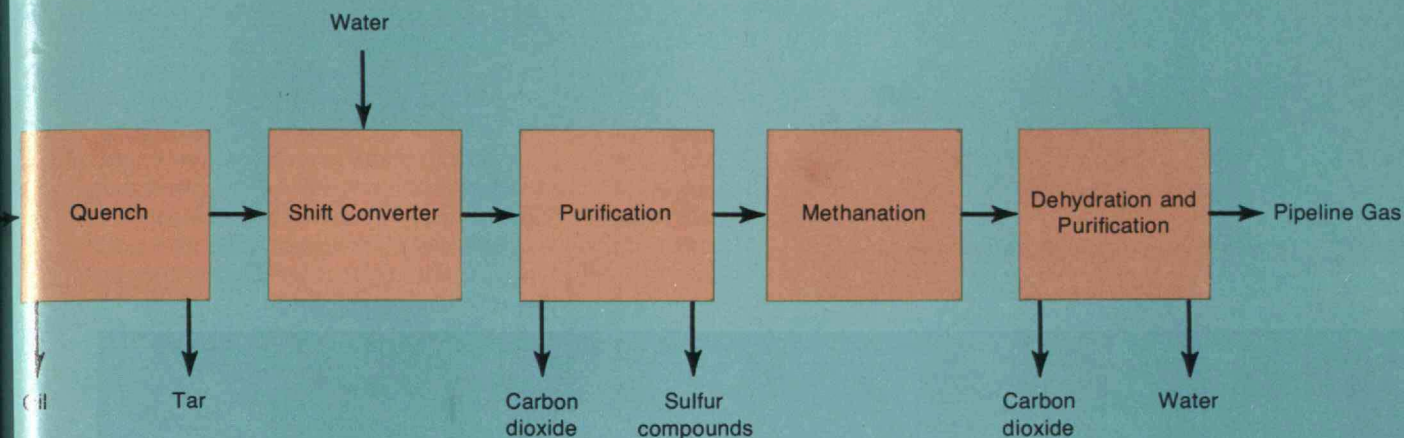 Water
Quench
Shift Converter
Purification
Methanation
Dehydration and
Purification
Pipeline Gas
Oil
Tar
Carbon
dioxide
Sulfur
compounds
Carbon
dioxide
Water